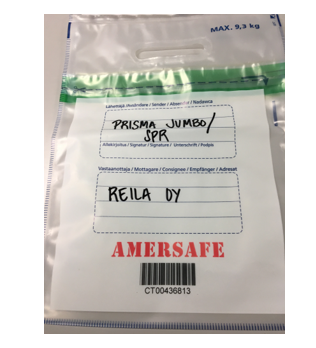 MAX. 9,3 kg
Lähettäjä / Avsändare / Sender / Absender / Nadawca
PRISMA JUMBO/
SPR
Allekirjoitus / Signatur / Signature / Unterschrift / Podpis
Vastaanottaja / Mottagare / Consignee / Empfänger / Adresat
REILA OY
AMERSAFE
CT00436813